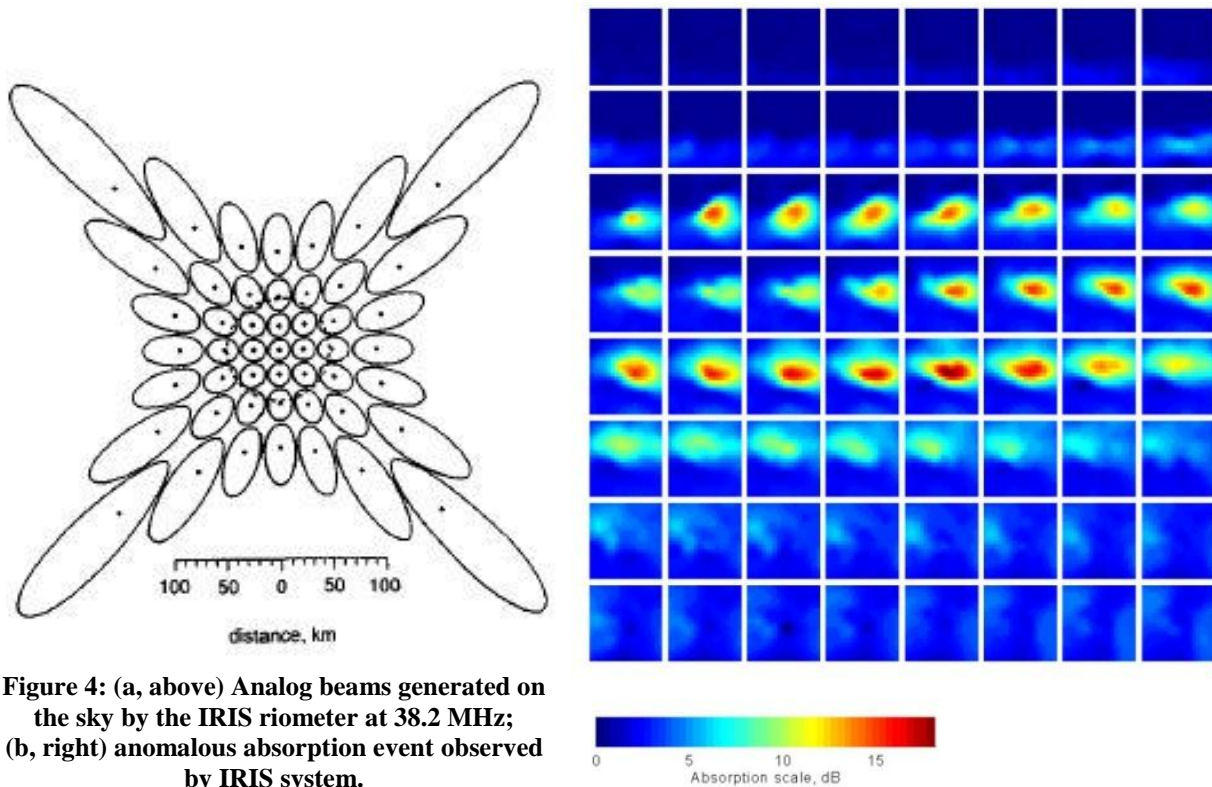 100 50 0 50 100
distance, km
Figure 4: (a, above) Analog beams generated on
the sky by the IRIS riometer at 38.2 MHz;
(b, right) anomalous absorption event observed
by IRIS system.
0 5 10 15
Absorption scale, dB